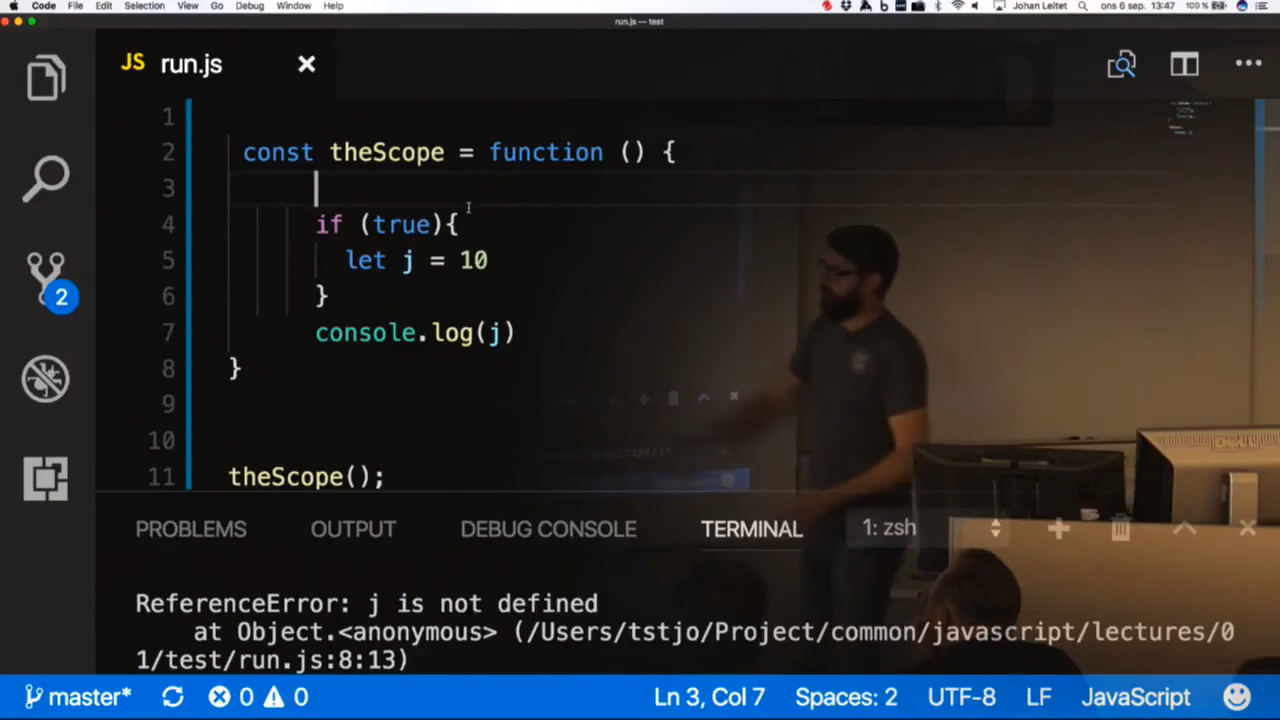 Code File Edit Selection View Go Debug Window Help Johan Leitet ons 6 sep. 13:47 100 %
run.js — test
JS run.js
1
2 const theScope = function () {
3
4 if (true){
5 let j = 10
6 }
7 console.log(j)
8 }
9
10
11 theScope();
2
PROBLEMS OUTPUT DEBUG CONSOLE TERMINAL 1: zsh
ReferenceError: j is not defined
at Object.<anonymous> (/Users/tstjo/Project/common/javascript/lectures/0
1/test/run.js:8:13)
master* 0 0 Ln 3, Col 7 Spaces: 2 UTF-8 LF JavaScript
DELL